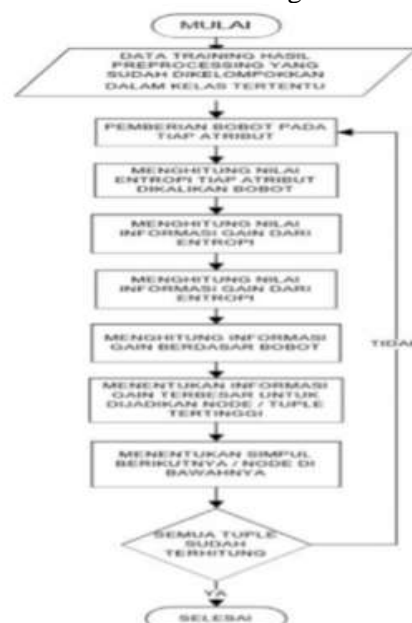 MULAI
DATA TRAINING HASIL
PREPROCESSING YANG
SUDAH DIKELOMPOKKAN
DALAM KELAS TERTENTU
PEMBERIAN BOBOT PADA
TIAP ATRIBUT
MENGHITUNG NILAI
ENTROPI TIAP ATRIBUT
DIKALIKAN BOBOT
MENGHITUNG NILAI
INFORMASI GAIN DARI
ENTROPI
MENGHITUNG NILAI
INFORMASI GAIN DARI
ENTROPI
MENGHITUNG INFORMASI
GAIN BERDASAR BOBOT
TIDAK
MENENTUKAN INFORMASI
GAIN TERBESAR UNTUK
DIJADIKAN NODE / TUPLE
TERTINGGI
MENENTUKAN SIMPUL
BERIKUTNYA / NODE DI
BAWAHNYA
SEMUA TUPLE
SUDAH
TERHITUNG
YA
SELESAI